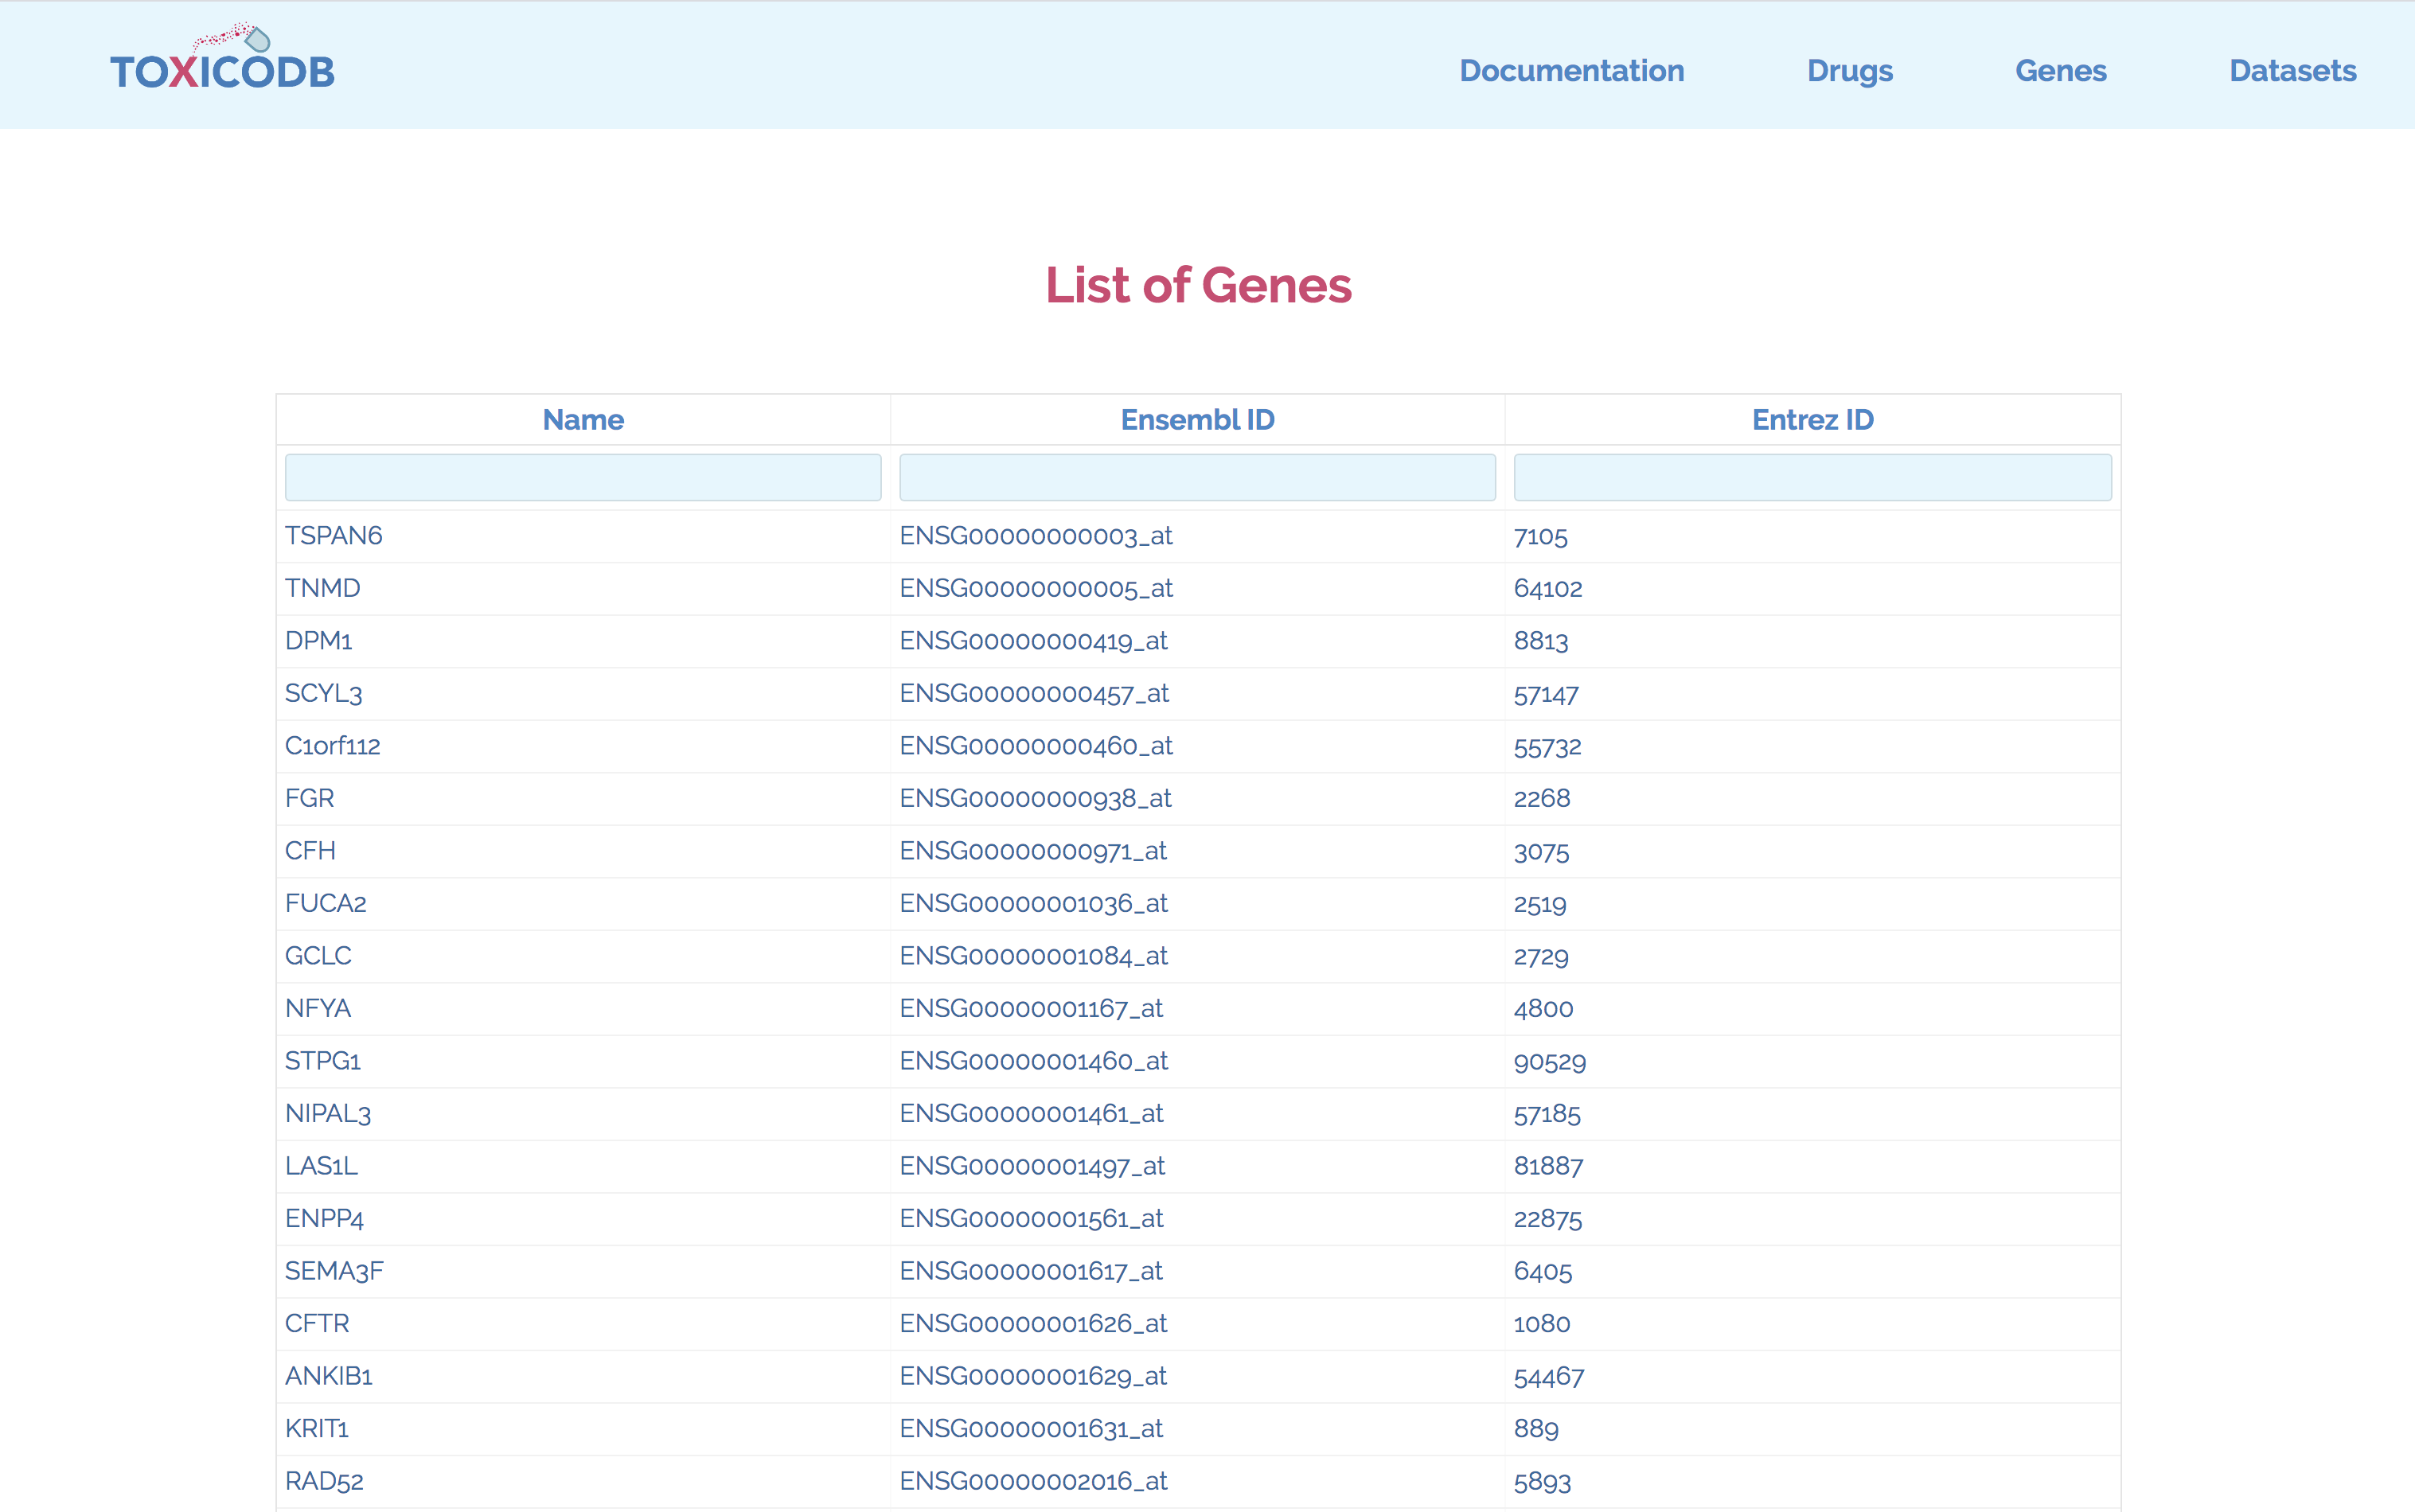 TOXICODB Documentation Drugs Genes Datasets
List of Genes
Name Ensembl ID Entrez ID
TSPAN6 ENSG00000000003_at 7105
TNMD ENSG00000000005_at 64102
DPM1 ENSG00000000419_at 8813
SCYL3 ENSG00000000457_at 57147
C1orf112 ENSG00000000460_at 55732
FGR ENSG00000000938_at 2268
CFH ENSG00000000971_at 3075
FUCA2 ENSG00000001036_at 2519
GCLC ENSG00000001084_at 2729
NFYA ENSG00000001167_at 4800
STPG1 ENSG00000001460_at 90529
NIPAL3 ENSG00000001461_at 57185
LAS1L ENSG00000001497_at 81887
ENPP4 ENSG00000001561_at 22875
SEMA3F ENSG00000001617_at 6405
CFTR ENSG00000001626_at 1080
ANKIB1 ENSG00000001629_at 54467
KRIT1 ENSG00000001631_at 889
RAD52 ENSG00000002016_at 5893